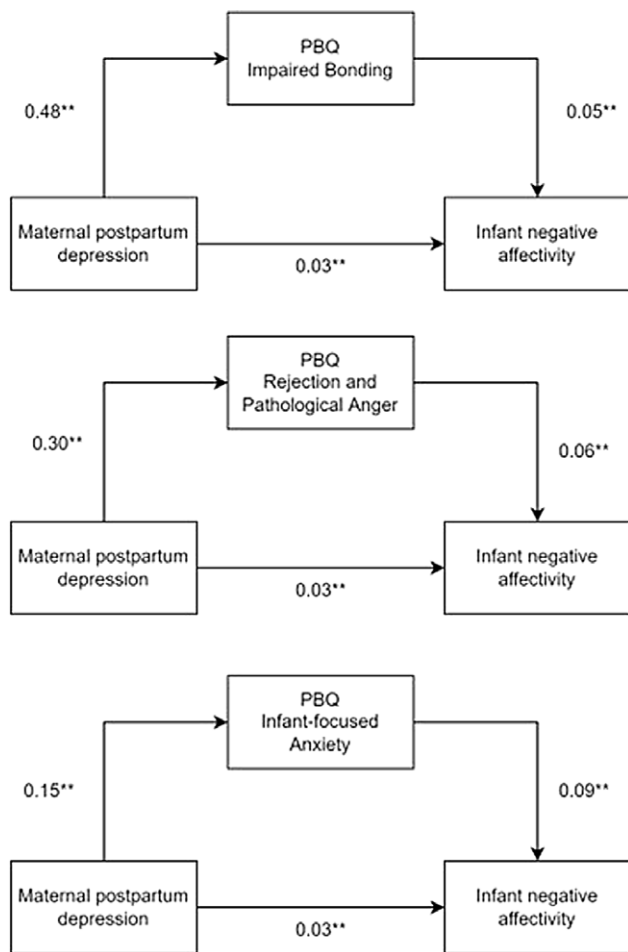 PBQ
Impaired Bonding
0.48**
0.05**
Maternal postpartum
depression
Infant negative
affectivity
0.03**
PBQ
Rejection and
Pathological Anger
0.30**
0.06**
Maternal postpartum
depression
Infant negative
affectivity
0.03**
PBQ
Infant-focused
Anxiety
0.15**
0.09**
Maternal postpartum
depression
Infant negative
affectivity
0.03**